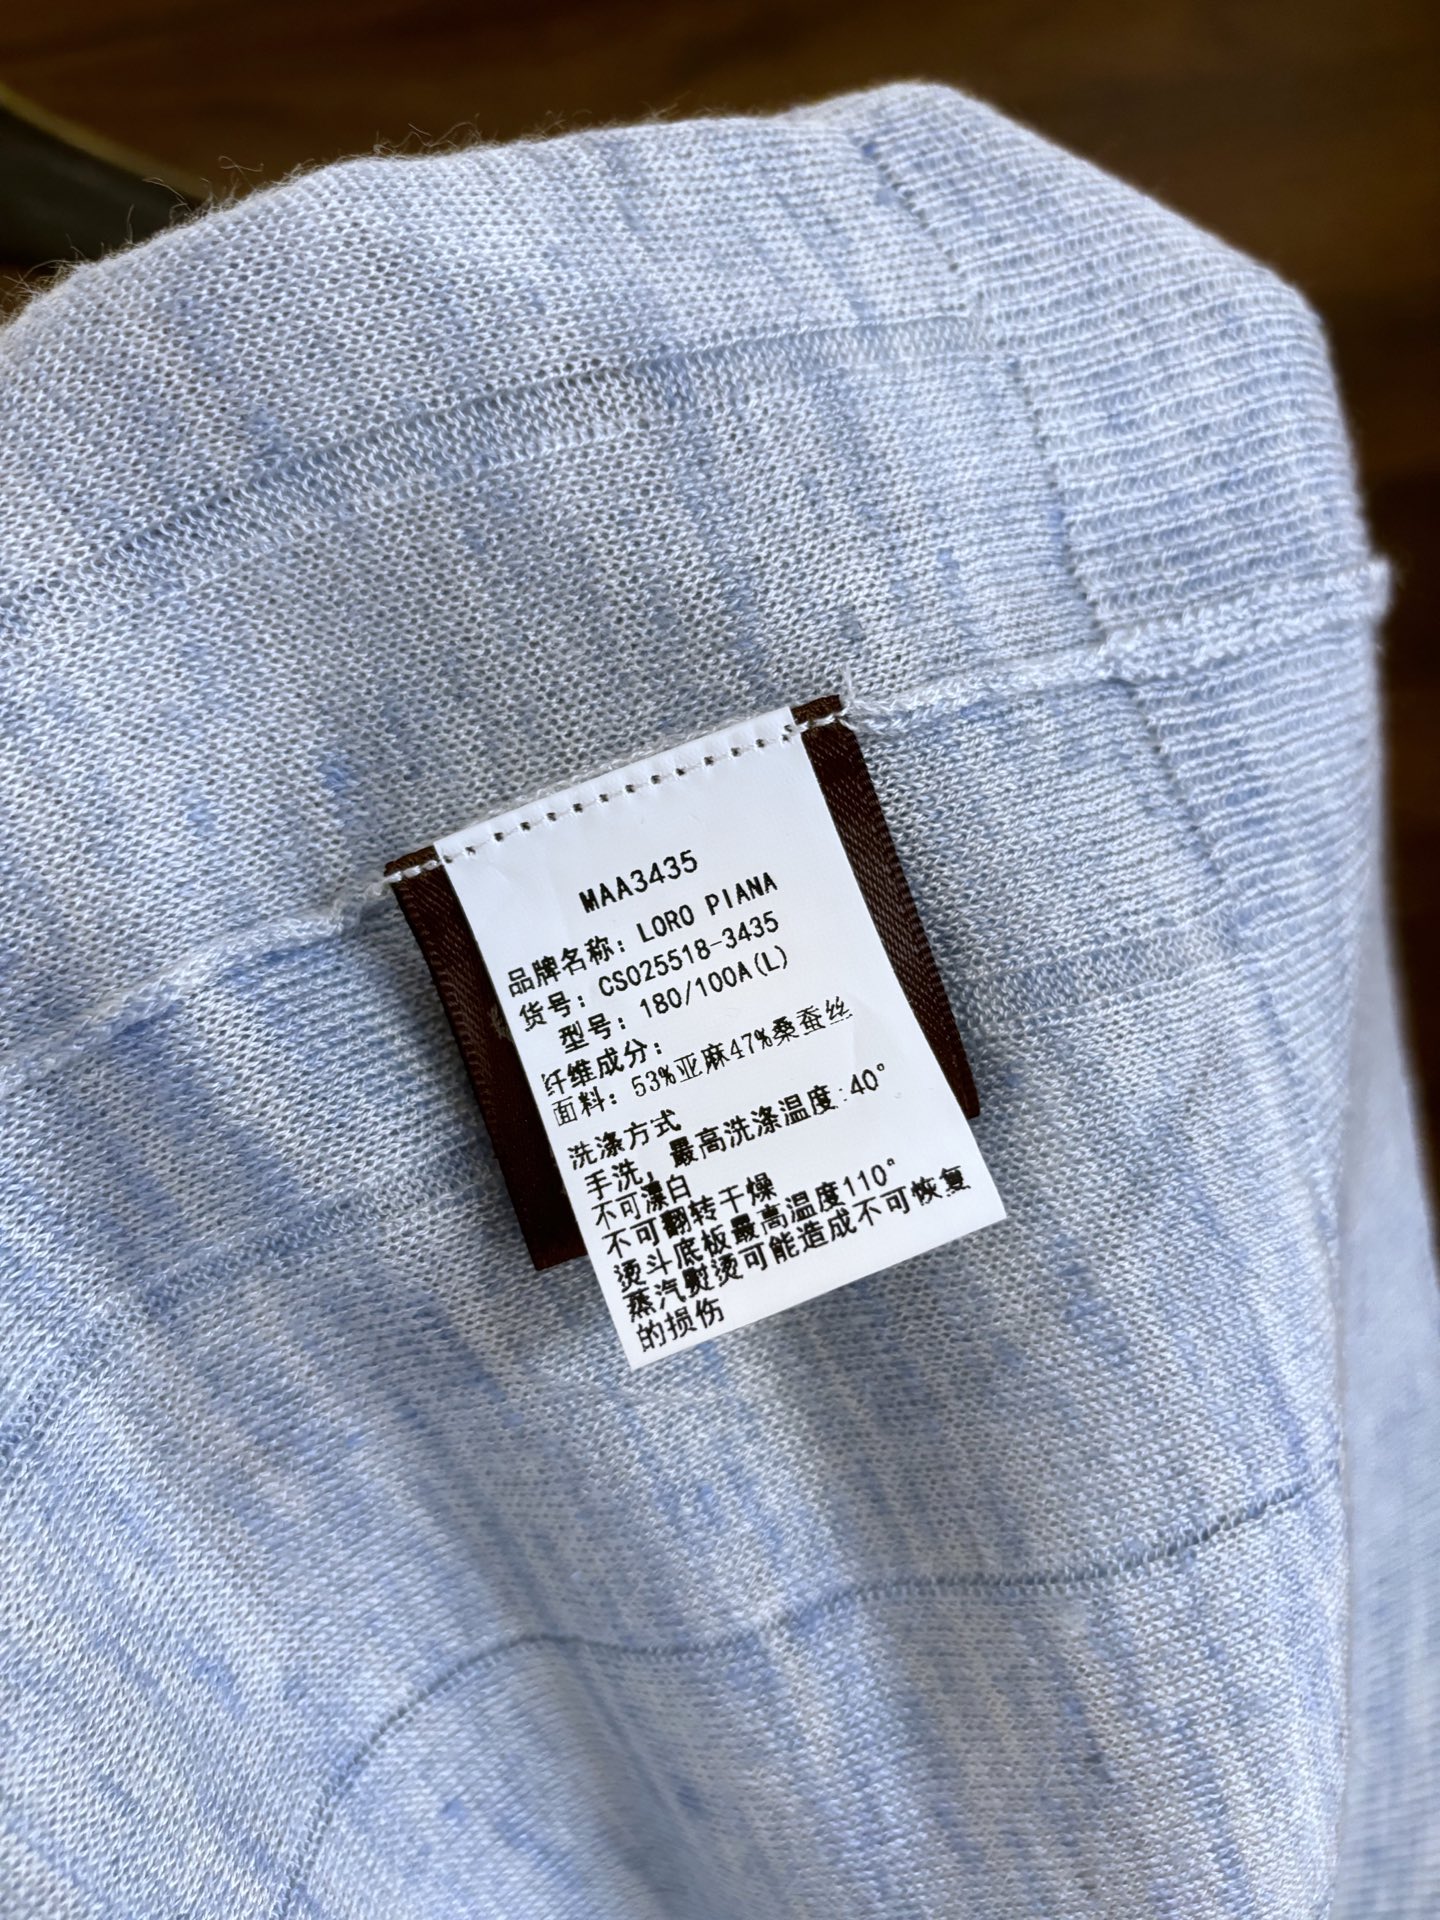 MAA3435
品牌名称: LORO PIANA
货号: CS025518-3435
型号: 180/100A(L)
纤维成分:
面料: 53%亚麻47%桑蚕丝
洗涤方式
手洗，最高洗涤温度:40°
不可漂白
不可翻转干燥
烫斗底板最高温度110°
蒸汽熨烫可能造成不可恢复
的损伤